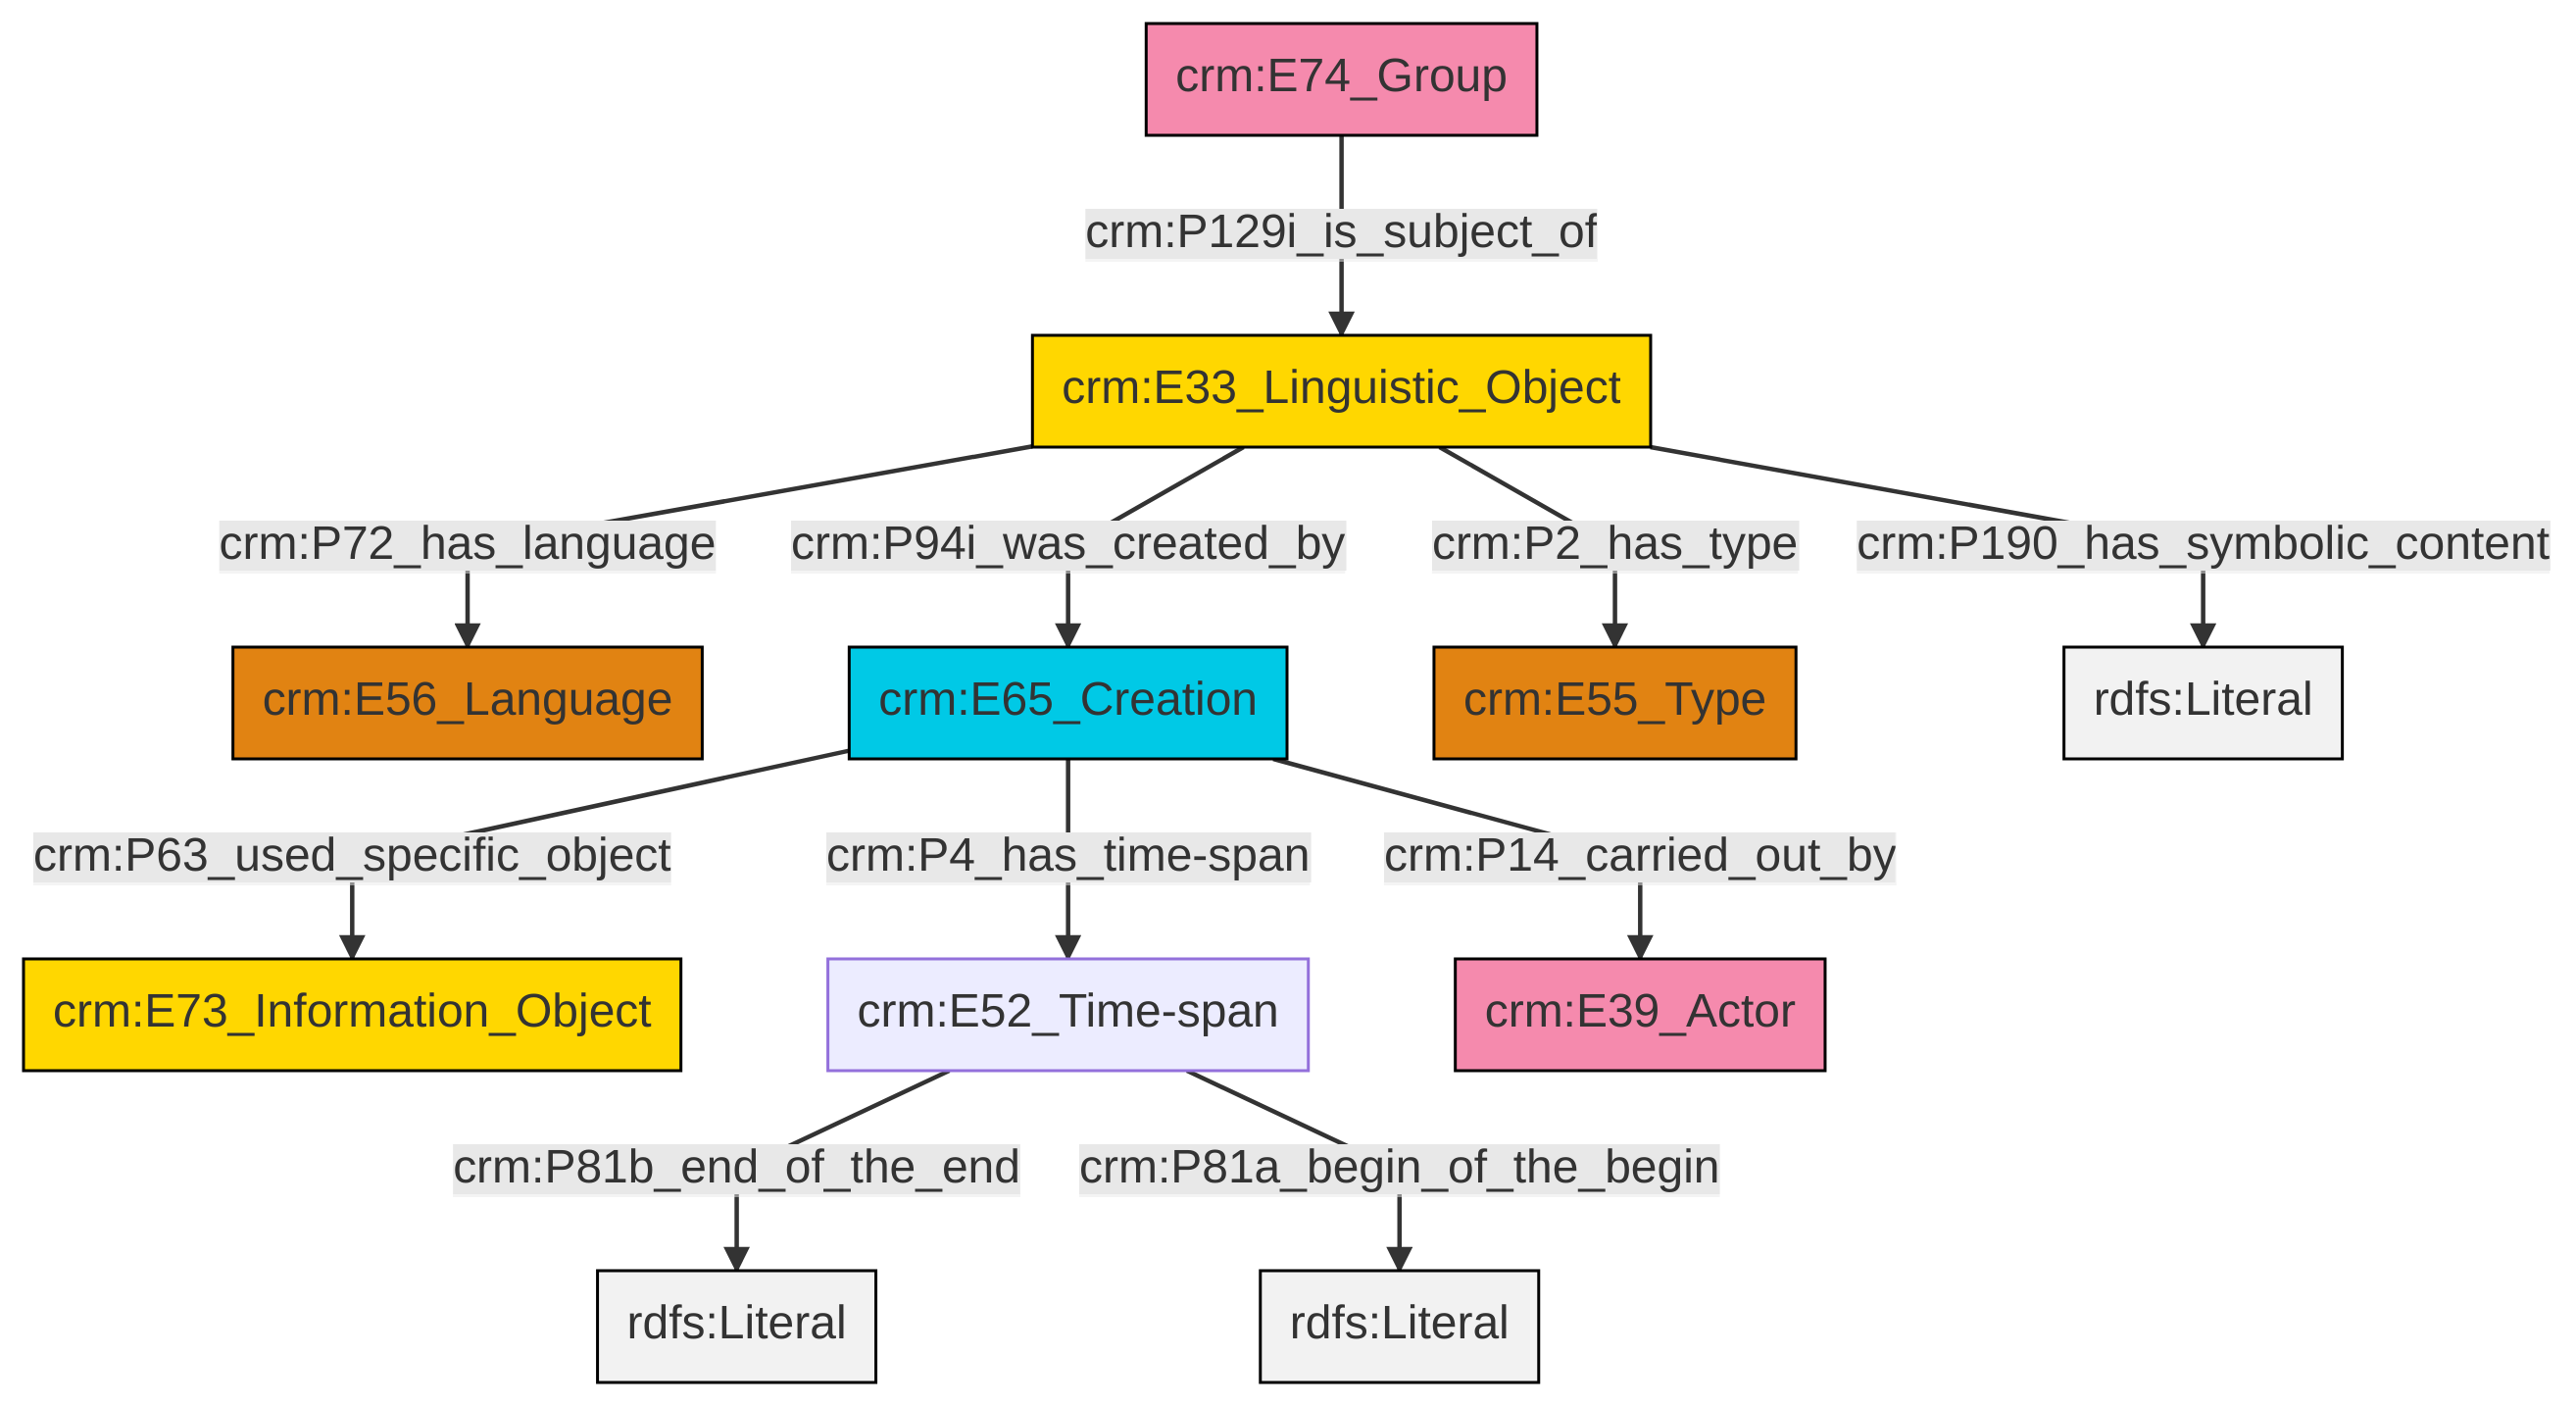 crm:E74_Group
crm:P129i_is_subject_of
crm:E33_Linguistic_Object
crm:P72_has_language
crm:P94i_was_created_by
crm:P2_has_type
crm:P190_has_symbolic_content
crm:E56_Language
crm:E65_Creation
crm:E55_Type
rdfs:Literal
crm:P63_used_specific_object
crm:P4_has_time-span
crm:P14_carried_out_by
crm:E73_Information_Object
crm:E52_Time-span
crm:E39_Actor
crm:P81b_end_of_the_end
crm:P81a_begin_of_the_begin
rdfs:Literal
rdfs:Literal